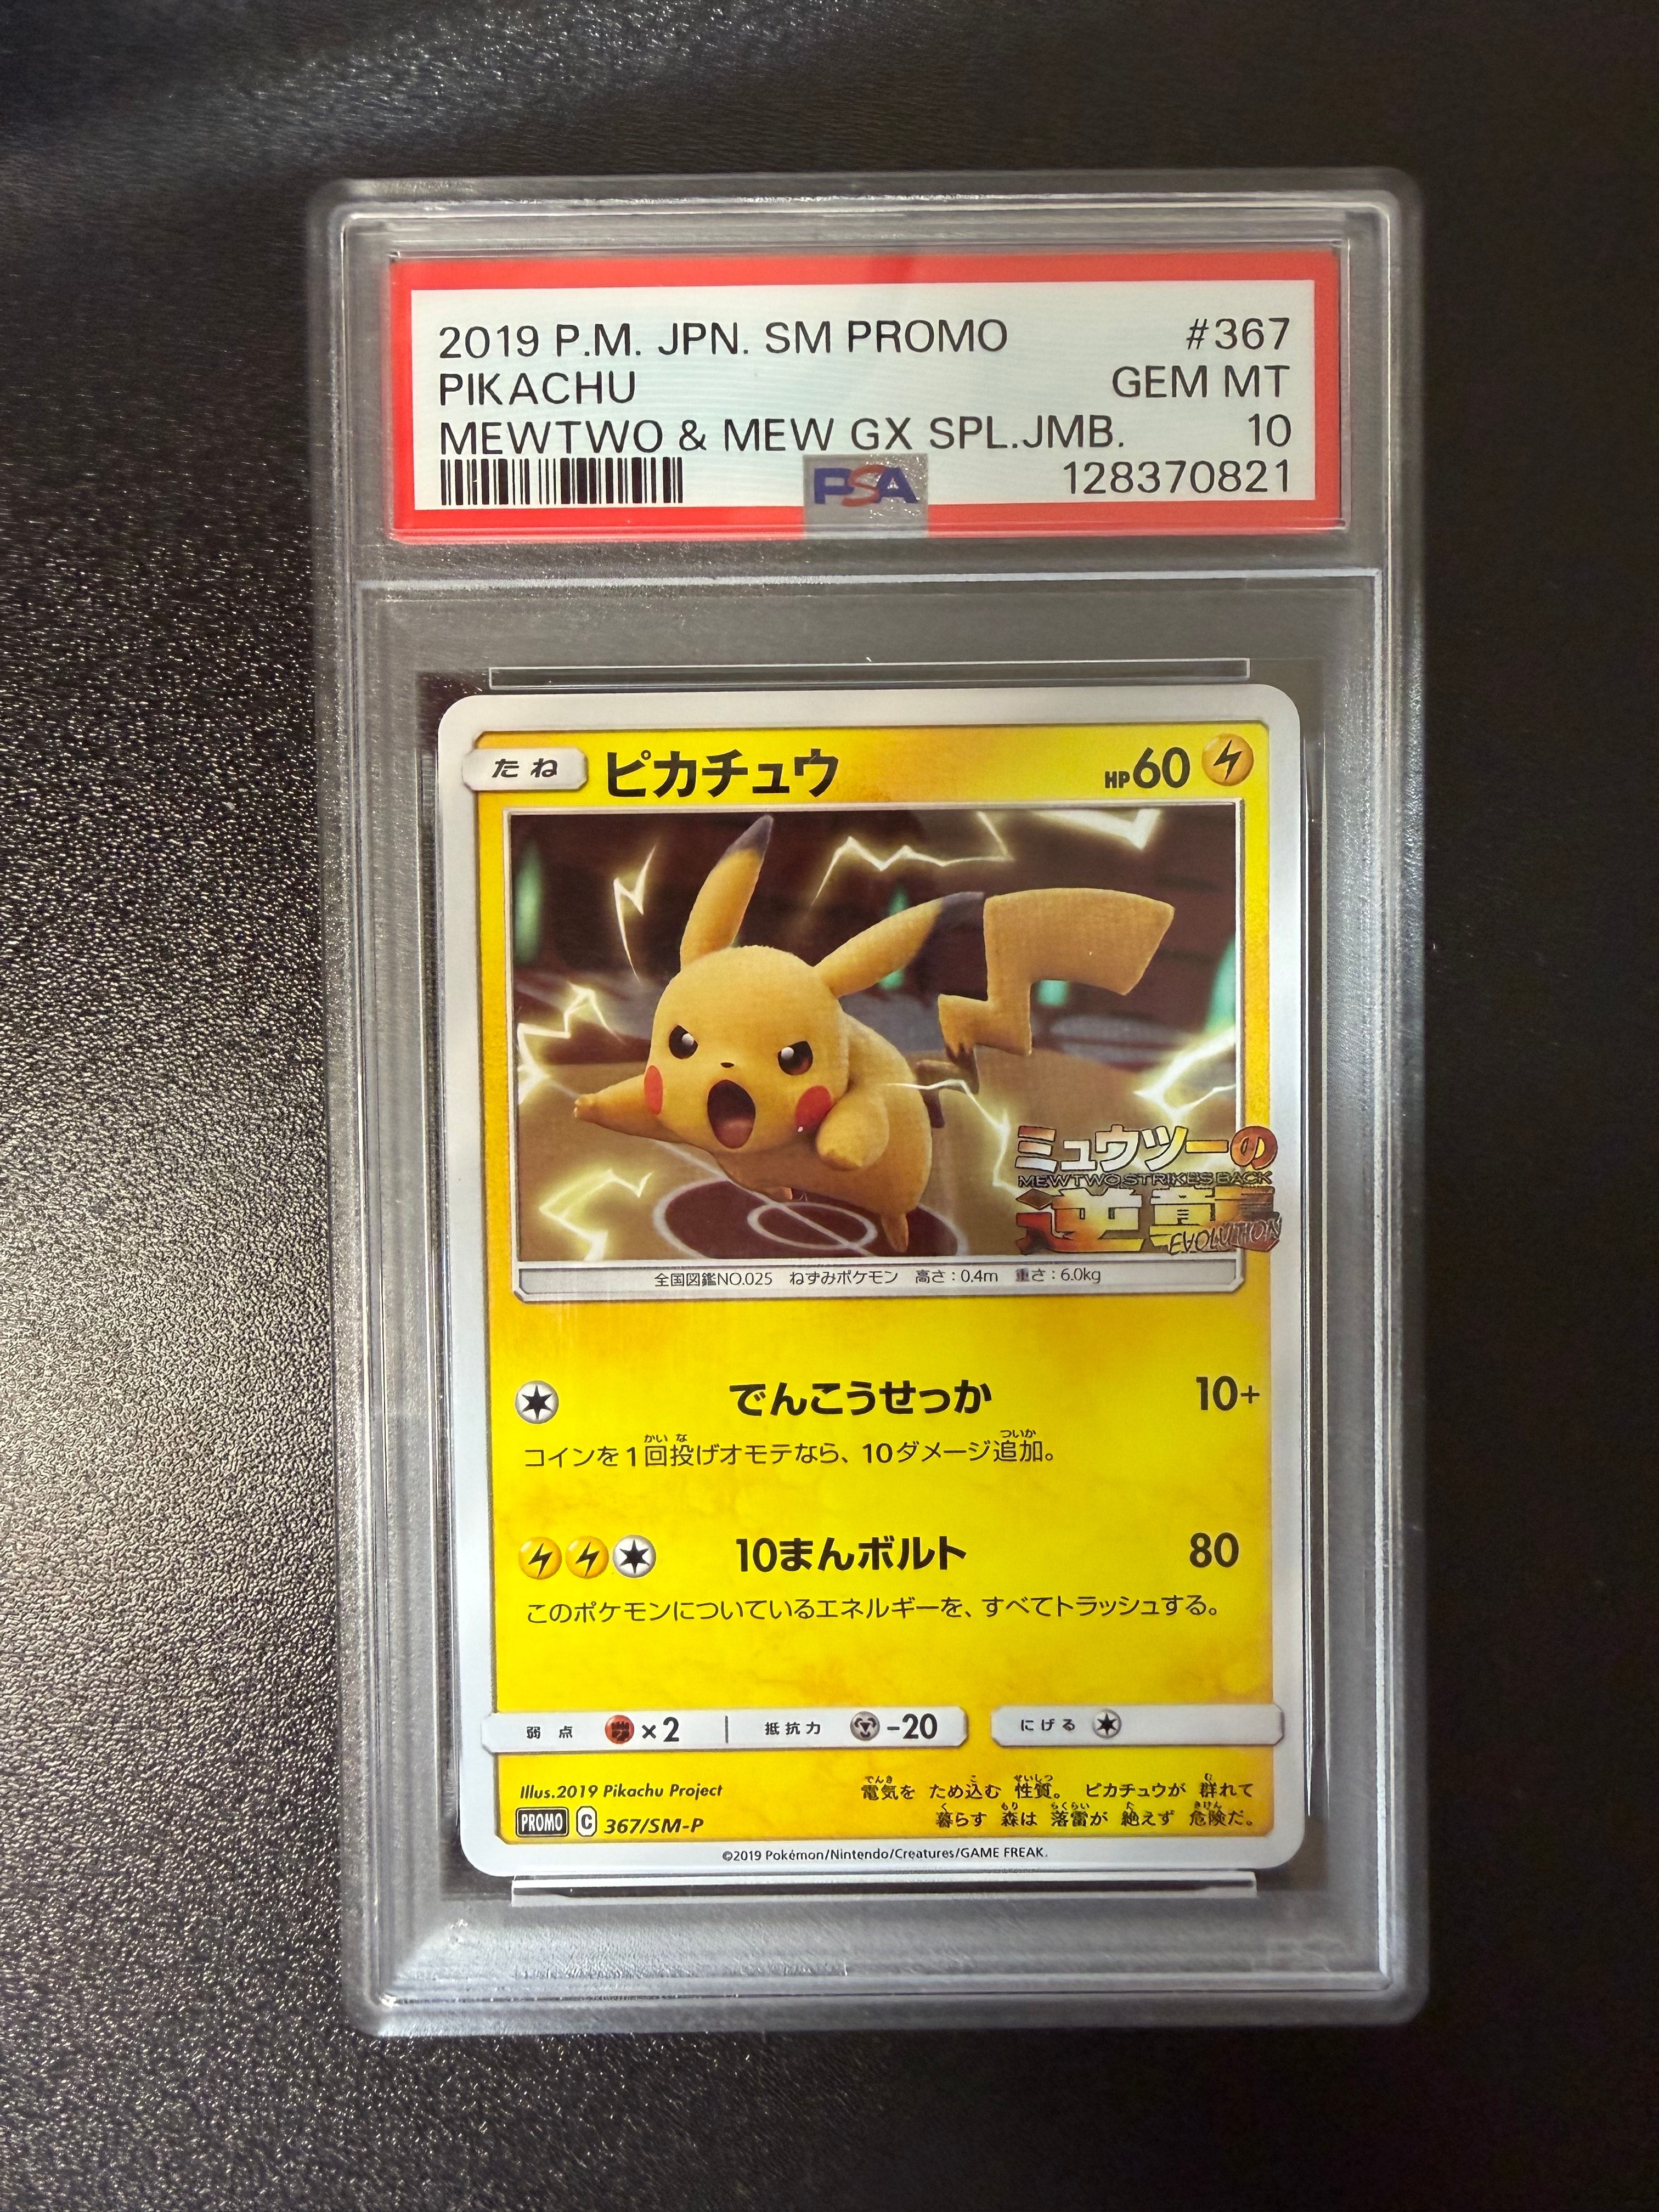 2019 P.M. JPN. SM PROMO #367
PIKACHU GEM MT
MEWTWO & MEW GX SPL.JMB. 10
PSA 128370821
たね ピカチュウ HP60
ミュウツーの
MEWTWO STRIKES BACK
逆襲
EVOLUTION
全国図鑑NO.025 ねずみポケモン 高さ:0.4m 重さ:6.0kg
でんこうせっか 10+
コインを1回投げオモテなら、10ダメージ追加。
10まんボルト 80
このポケモンについているエネルギーを、すべてトラッシュする。
弱点 ×2 抵抗力 -20 にげる
Illus.2019 Pikachu Project
電気を ため込む 性質。 ピカチュウが 群れて
暮らす 森は 落雷が 絶えず 危険だ。
PROMO C 367/SM-P
©2019 Pokémon/Nintendo/Creatures/GAME FREAK.